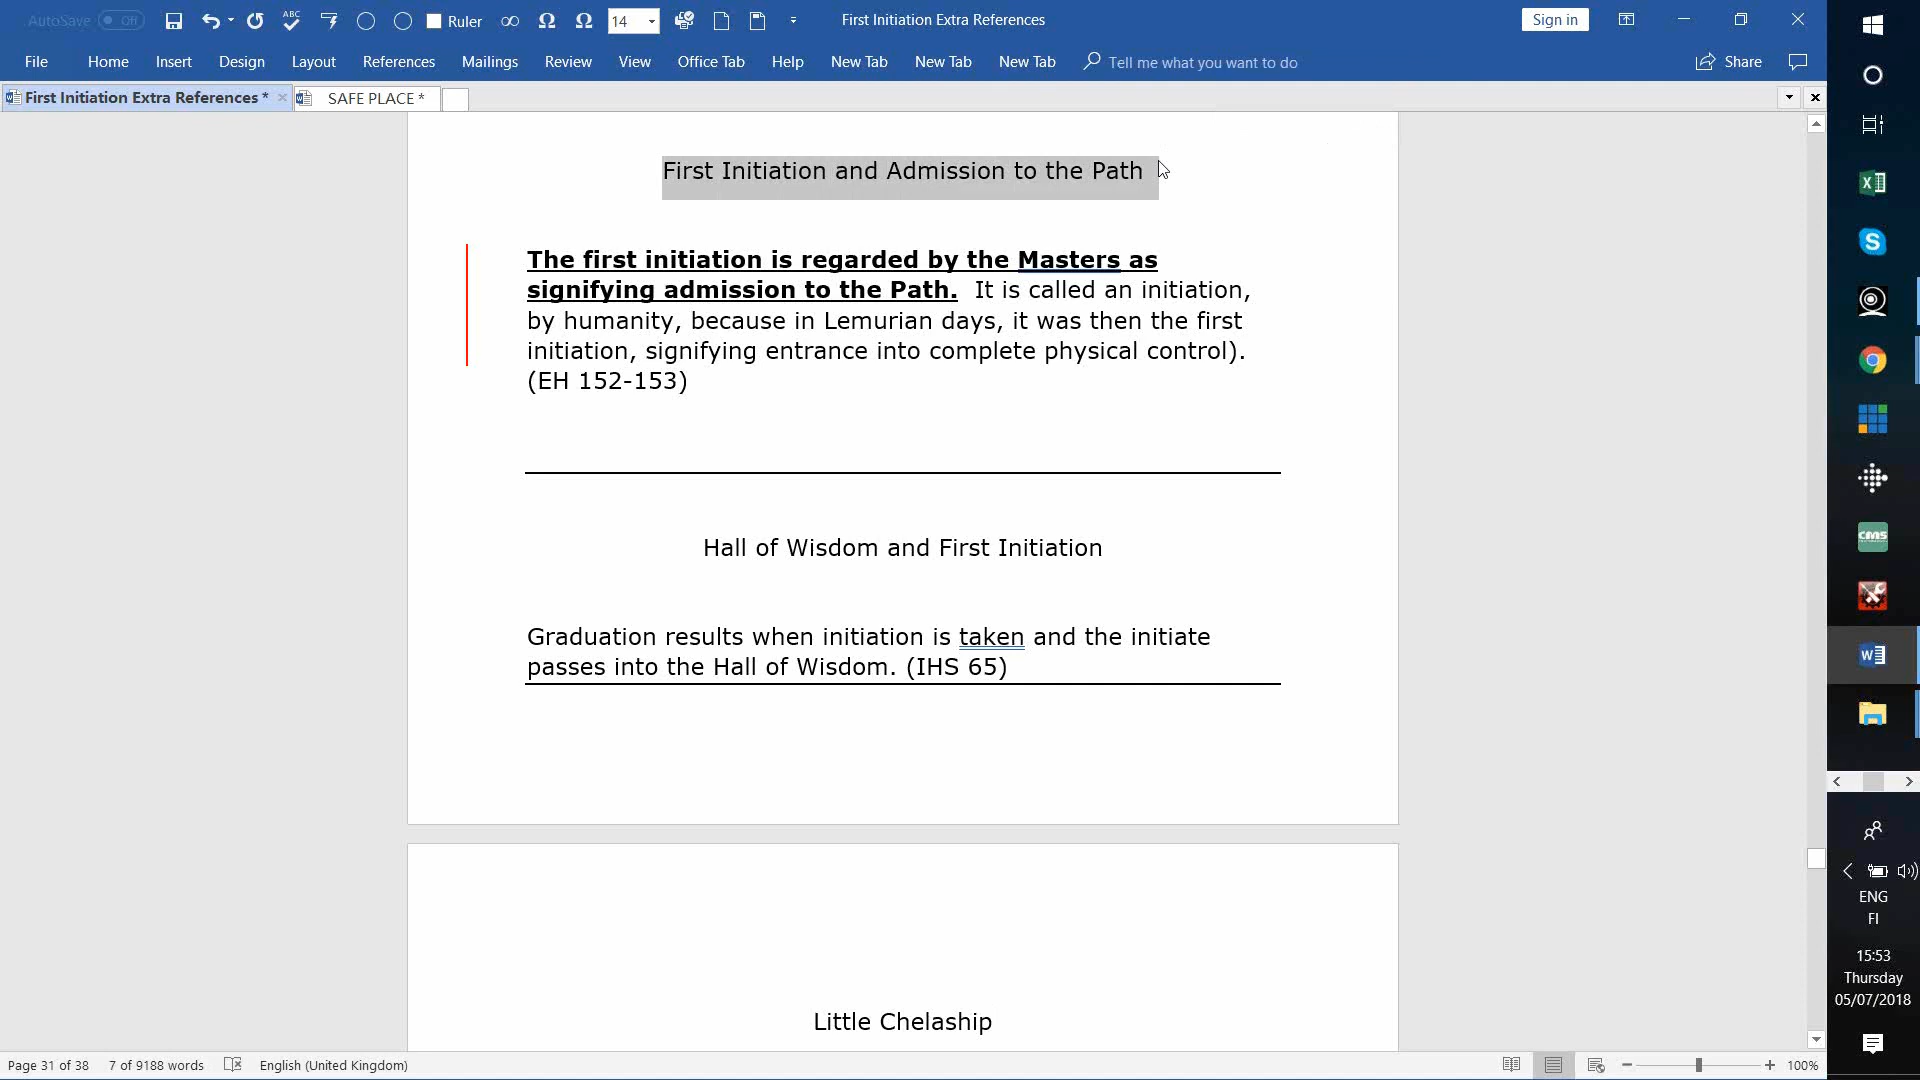 AutoSave Off
ABC
Ruler
14
First Initiation Extra References
Sign in
File Home Insert Design Layout References Mailings Review View Office Tab Help New Tab New Tab New Tab Tell me what you want to do Share
First Initiation Extra References * SAFE PLACE *
First Initiation and Admission to the Path
The first initiation is regarded by the Masters as
signifying admission to the Path. It is called an initiation,
by humanity, because in Lemurian days, it was then the first
initiation, signifying entrance into complete physical control).
(EH 152-153)
Hall of Wisdom and First Initiation
Graduation results when initiation is taken and the initiate
passes into the Hall of Wisdom. (IHS 65)
Little Chelaship
Page 31 of 38 7 of 9188 words English (United Kingdom) 100%
CMS
ENG
FI
15:53
Thursday
05/07/2018